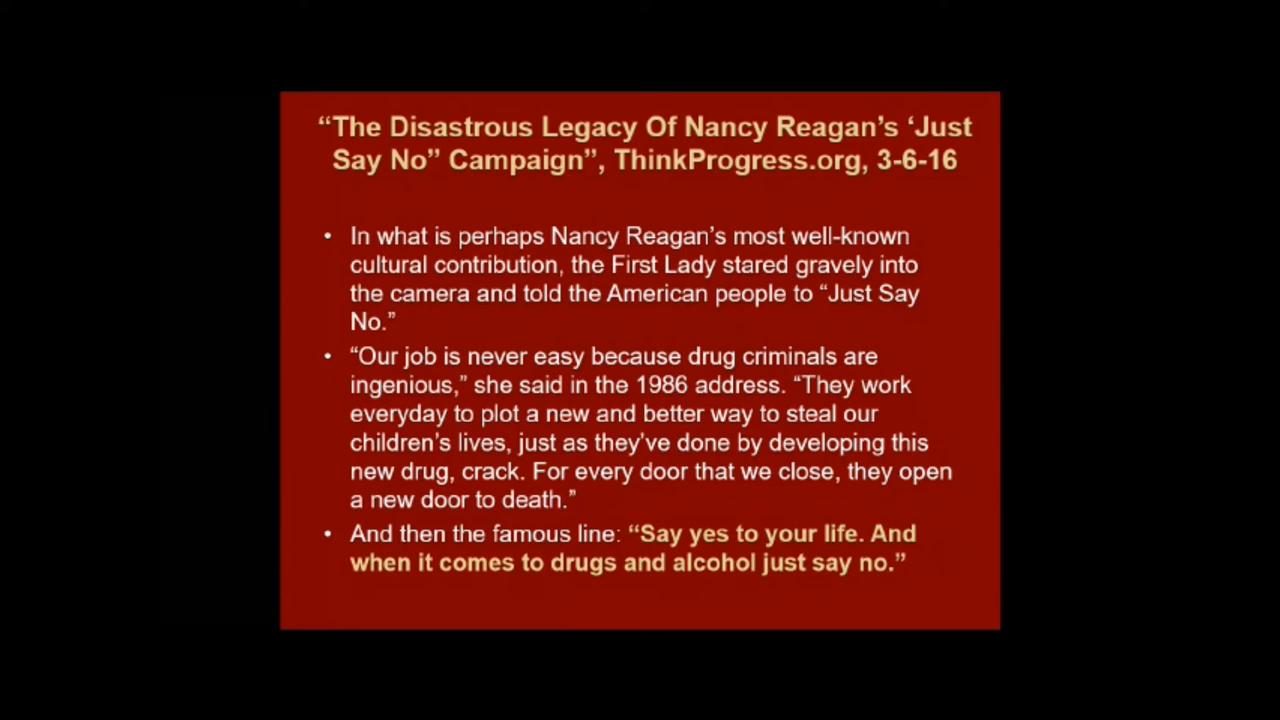 “The Disastrous Legacy Of Nancy Reagan’s ‘Just
Say No” Campaign”, ThinkProgress.org, 3-6-16
• In what is perhaps Nancy Reagan’s most well-known
cultural contribution, the First Lady stared gravely into
the camera and told the American people to “Just Say
No.”
• “Our job is never easy because drug criminals are
ingenious,” she said in the 1986 address. “They work
everyday to plot a new and better way to steal our
children’s lives, just as they’ve done by developing this
new drug, crack. For every door that we close, they open
a new door to death.”
• And then the famous line: “Say yes to your life. And
when it comes to drugs and alcohol just say no.”